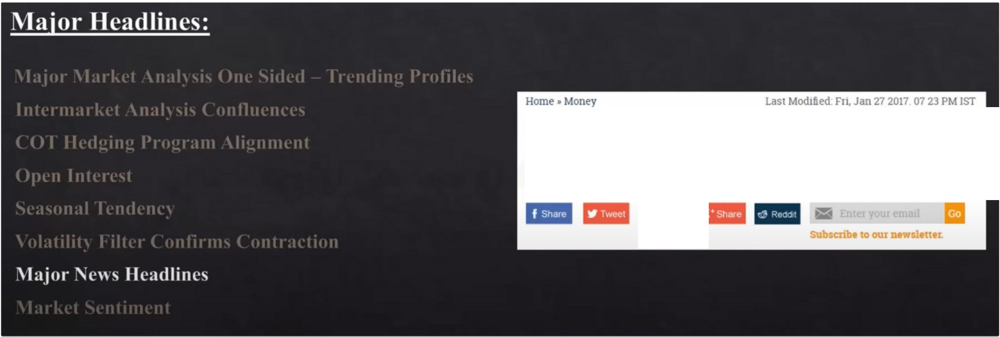 Major Headlines:
Major Market Analysis One Sided – Trending Profiles
Intermarket Analysis Confluences
COT Hedging Program Alignment
Open Interest
Seasonal Tendency
Volatility Filter Confirms Contraction
Major News Headlines
Market Sentiment
Home » Money
Last Modified: Fri, Jan 27 2017. 07 23 PM IST
Share
Tweet
Share
Reddit
Enter your email
Go
Subscribe to our newsletter.